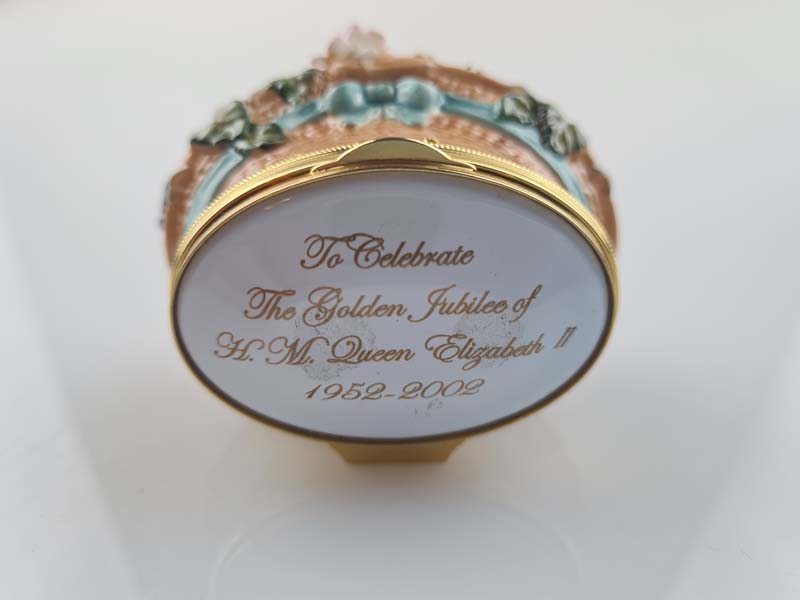 To Celebrate
The Golden Jubilee of
H. M. Queen Elizabeth II
1952-2002